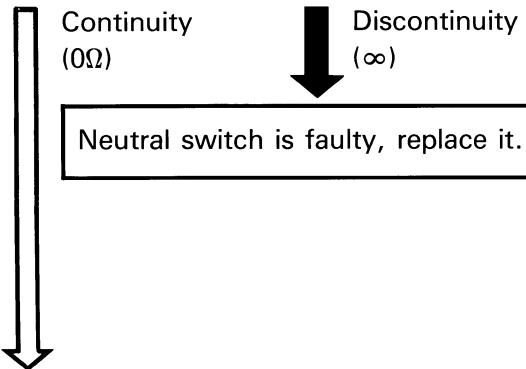 Continuity
(0Ω)
Discontinuity
(∞)
Neutral switch is faulty, replace it.